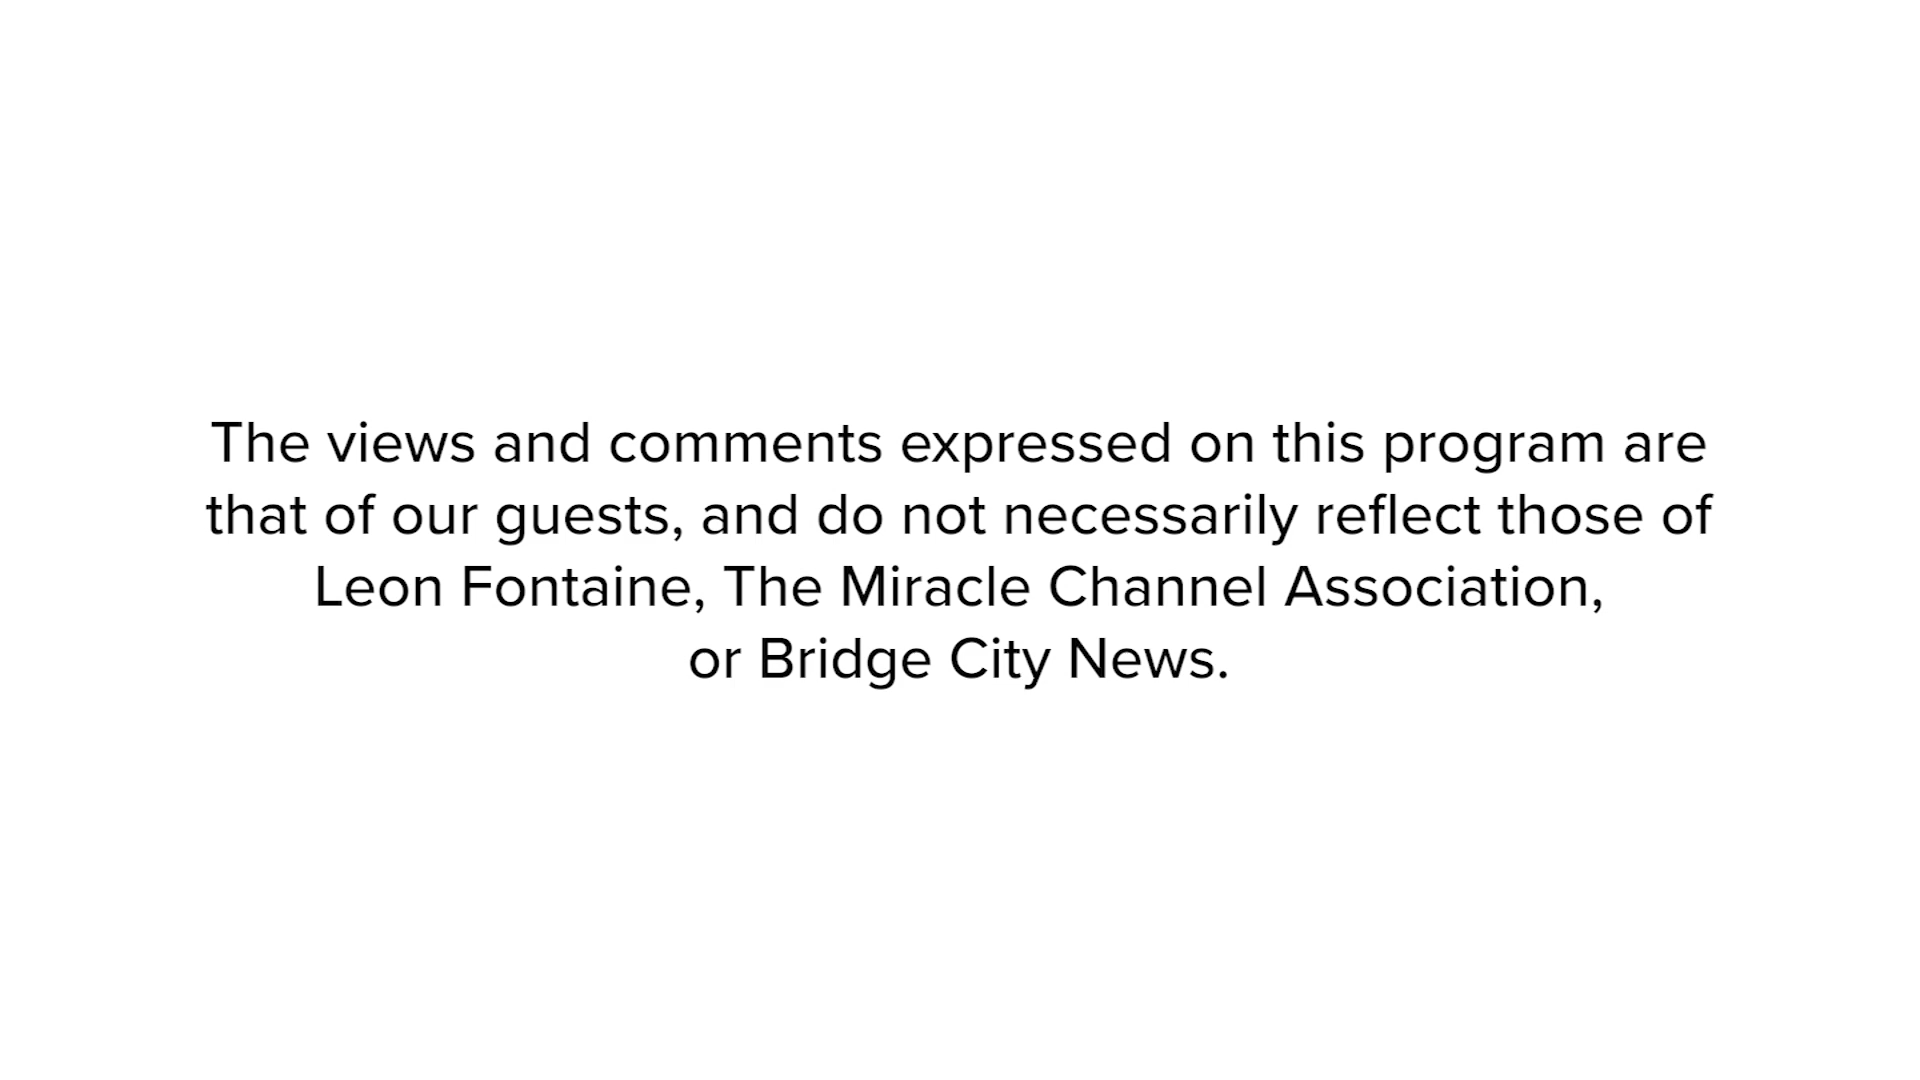 The views and comments expressed on this program are
that of our guests, and do not necessarily reflect those of
Leon Fontaine, The Miracle Channel Association,
or Bridge City News.